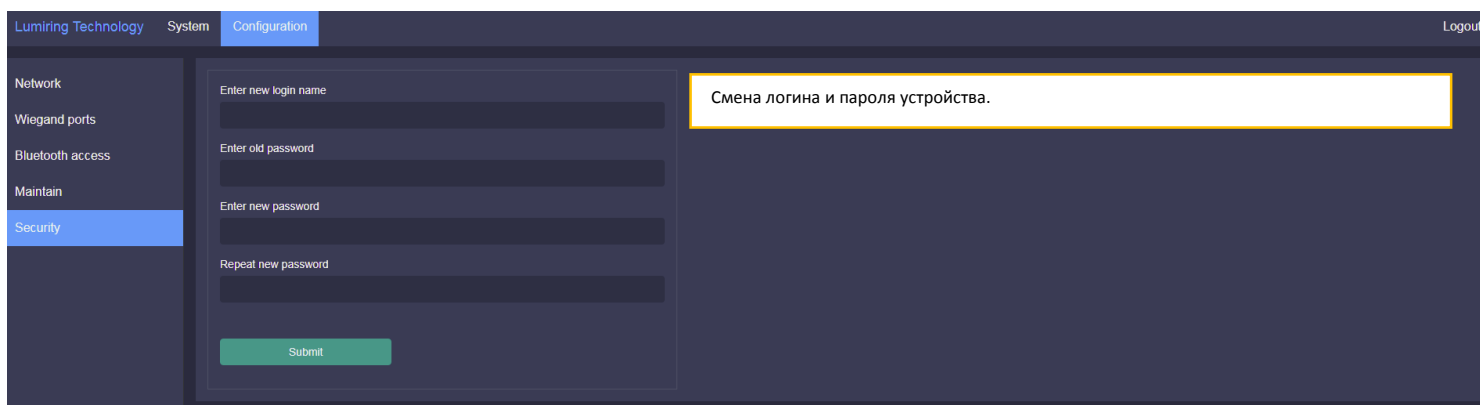 Lumiring Technology System Configuration Logout
Network
Wiegand ports
Bluetooth access
Maintain
Security
Enter new login name
Enter old password
Enter new password
Repeat new password
Submit
Смена логина и пароля устройства.